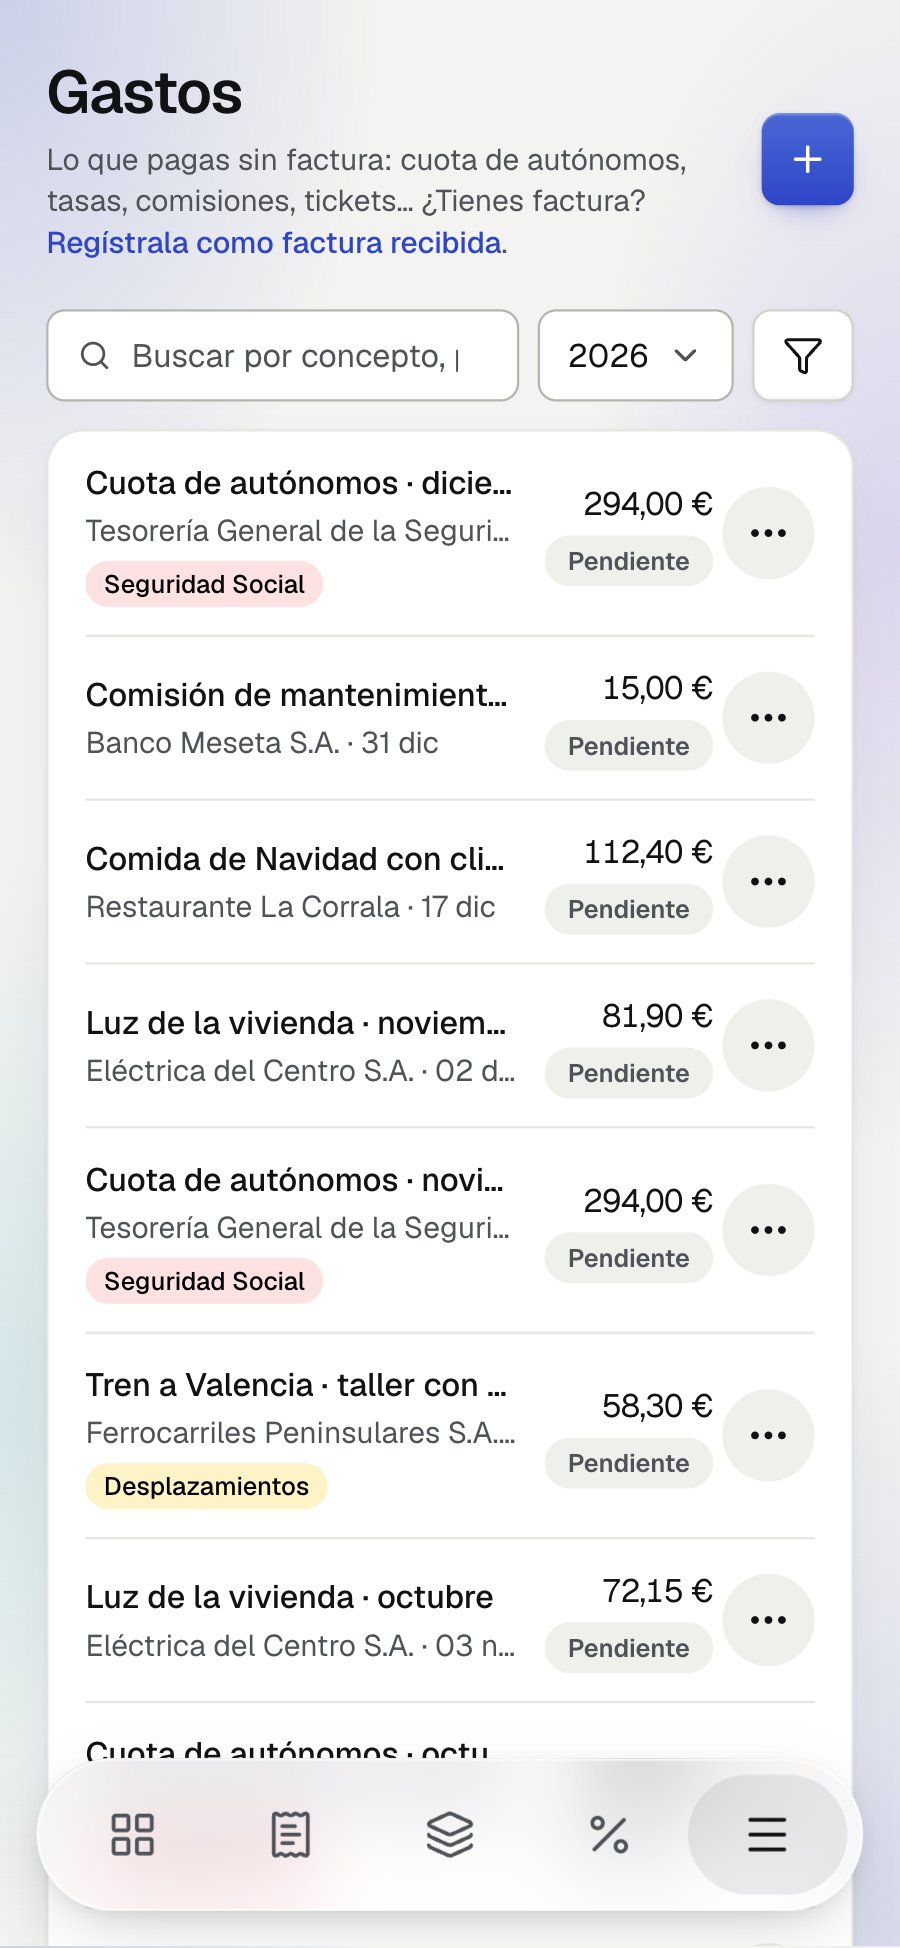 Gastos
Lo que pagas sin factura: cuota de autónomos,
tasas, comisiones, tickets... ¿Tienes factura?
Regístrala como factura recibida.
Buscar por concepto,
2026
Cuota de autónomos · dicie...
294,00 €
Tesorería General de la Seguri...
Pendiente
Seguridad Social
Comisión de mantenimient...
15,00 €
Banco Meseta S.A. · 31 dic
Pendiente
Comida de Navidad con cli...
112,40 €
Restaurante La Corrala · 17 dic
Pendiente
Luz de la vivienda · noviem...
81,90 €
Eléctrica del Centro S.A. · 02 d...
Pendiente
Cuota de autónomos · novi...
294,00 €
Tesorería General de la Seguri...
Pendiente
Seguridad Social
Tren a Valencia · taller con ...
58,30 €
Ferrocarriles Peninsulares S.A....
Pendiente
Desplazamientos
Luz de la vivienda · octubre
72,15 €
Eléctrica del Centro S.A. · 03 n...
Pendiente
Cuota de autónomos · octu...